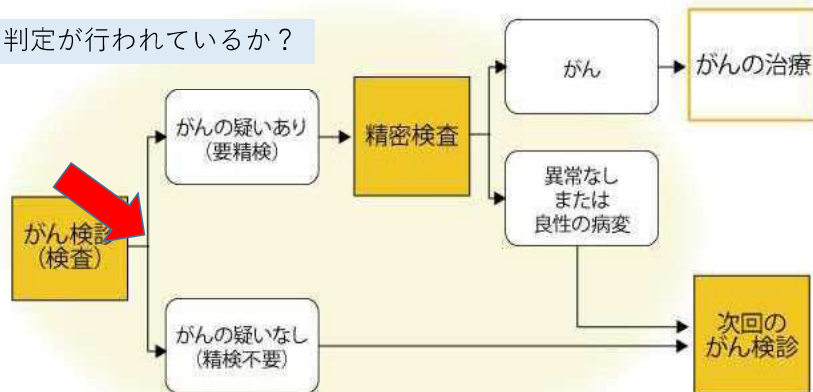 判定が行われているか?
がん
がんの治療
がんの疑いあり
(要精検)
精密検査
異常なし
または
良性の病変
がん検診
(検査)
がんの疑いなし
(精検不要)
次回の
がん検診